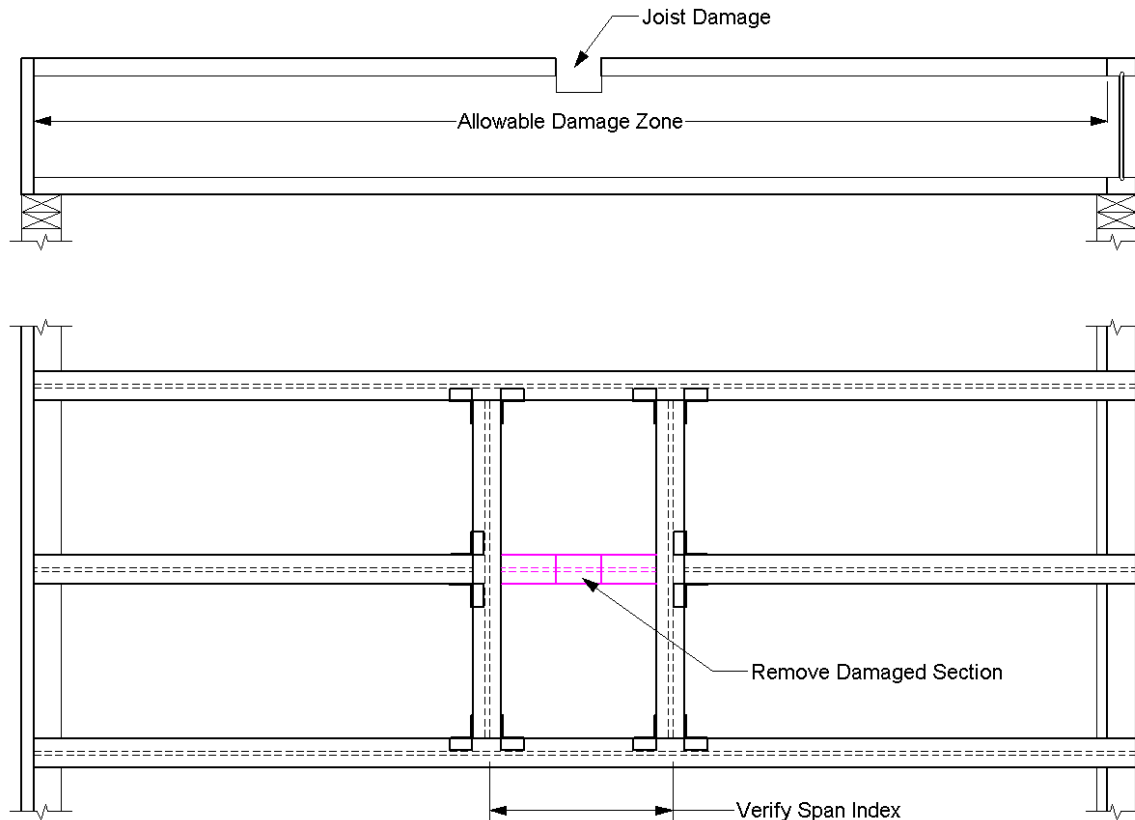 Joist Damage
Allowable Damage Zone
Remove Damaged Section
Verify Span Index